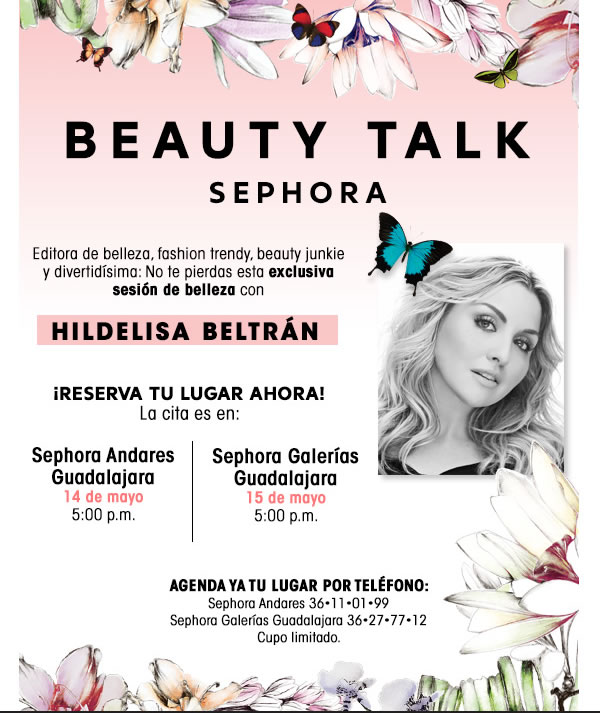 BEAUTY TALK
SEPHORA
Editora de belleza, fashion trendy, beauty junkie
y divertidísima: No te pierdas esta exclusiva
sesión de belleza con
HILDELISA BELTRÁN
¡RESERVA TU LUGAR AHORA!
La cita es en:
Sephora Andares
Guadalajara
14 de mayo
5:00 p.m.
Sephora Galerías
Guadalajara
15 de mayo
5:00 p.m.
AGENDA YA TU LUGAR POR TELÉFONO:
Sephora Andares 36•11•01•99
Sephora Galerías Guadalajara 36•27•77•12
Cupo limitado.